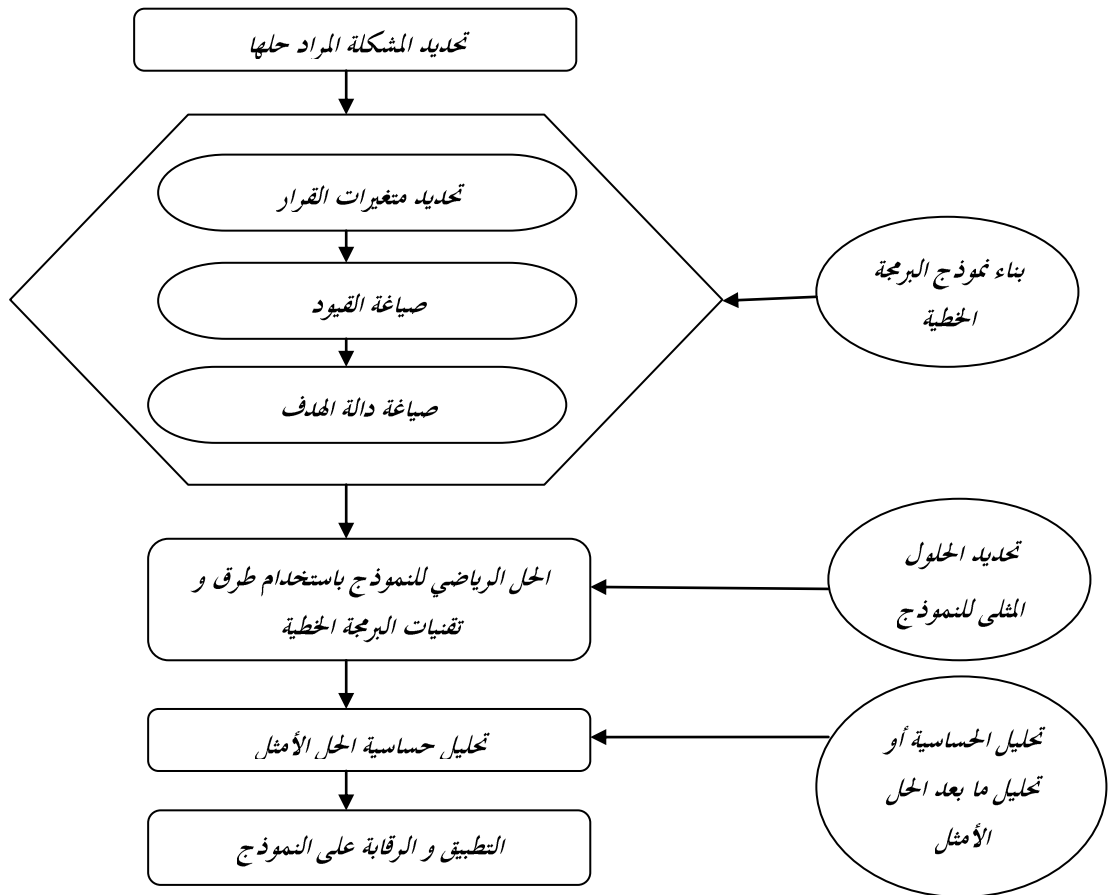 تحديد المشكلة المراد حلها
تحديد متغيرات القرار
صياغة القيود
صياغة دالة الهدف
بناء نموذج البرمجة
الخطية
الحل الرياضي للنموذج باستخدام طرق و
تقنيات البرمجة الخطية
تحديد الحلول
المثلى للنموذج
تحليل حساسية الحل الأمثل
تحليل الحساسية أو
تحليل ما بعد الحل
الأمثل
التطبيق و الرقابة على النموذج